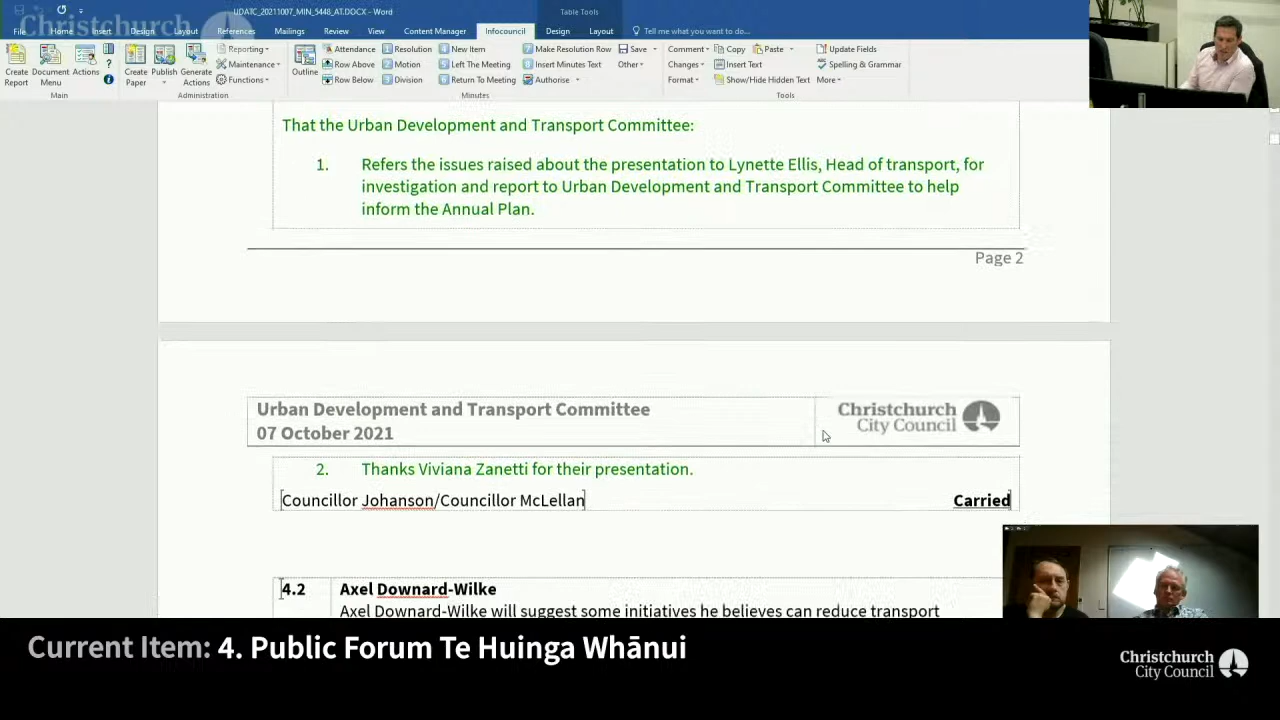 Christchurch
UDATC_20211007_MIN_5448_AT.DOCX - Word
Table Tools
File Home Insert Design Layout References Mailings Review View Content Manager Infocouncil Design Layout Tell me what you want to do...
Create Report
Document Menu
Actions
Main
Create Paper
Publish
Generate Actions
Reporting
Maintenance
Functions
Administration
Outline
Attendance
Row Above
Row Below
Resolution
Motion
Division
New Item
Left The Meeting
Return To Meeting
Make Resolution Row
Insert Minutes Text
Authorise
Save
Other
Minutes
Comment
Changes
Format
Copy
Paste
Insert Text
Show/Hide Hidden Text
Update Fields
Spelling & Grammar
More
Tools
That the Urban Development and Transport Committee:
1. Refers the issues raised about the presentation to Lynette Ellis, Head of transport, for
investigation and report to Urban Development and Transport Committee to help
inform the Annual Plan.
Page 2
Urban Development and Transport Committee
07 October 2021
Christchurch
City Council
2. Thanks Viviana Zanetti for their presentation.
Councillor Johanson/Councillor McLellan Carried
4.2 Axel Downard-Wilke
Axel Downard-Wilke will suggest some initiatives he believes can reduce transport
Current Item: 4. Public Forum Te Huinga Whānui
Christchurch
City Council